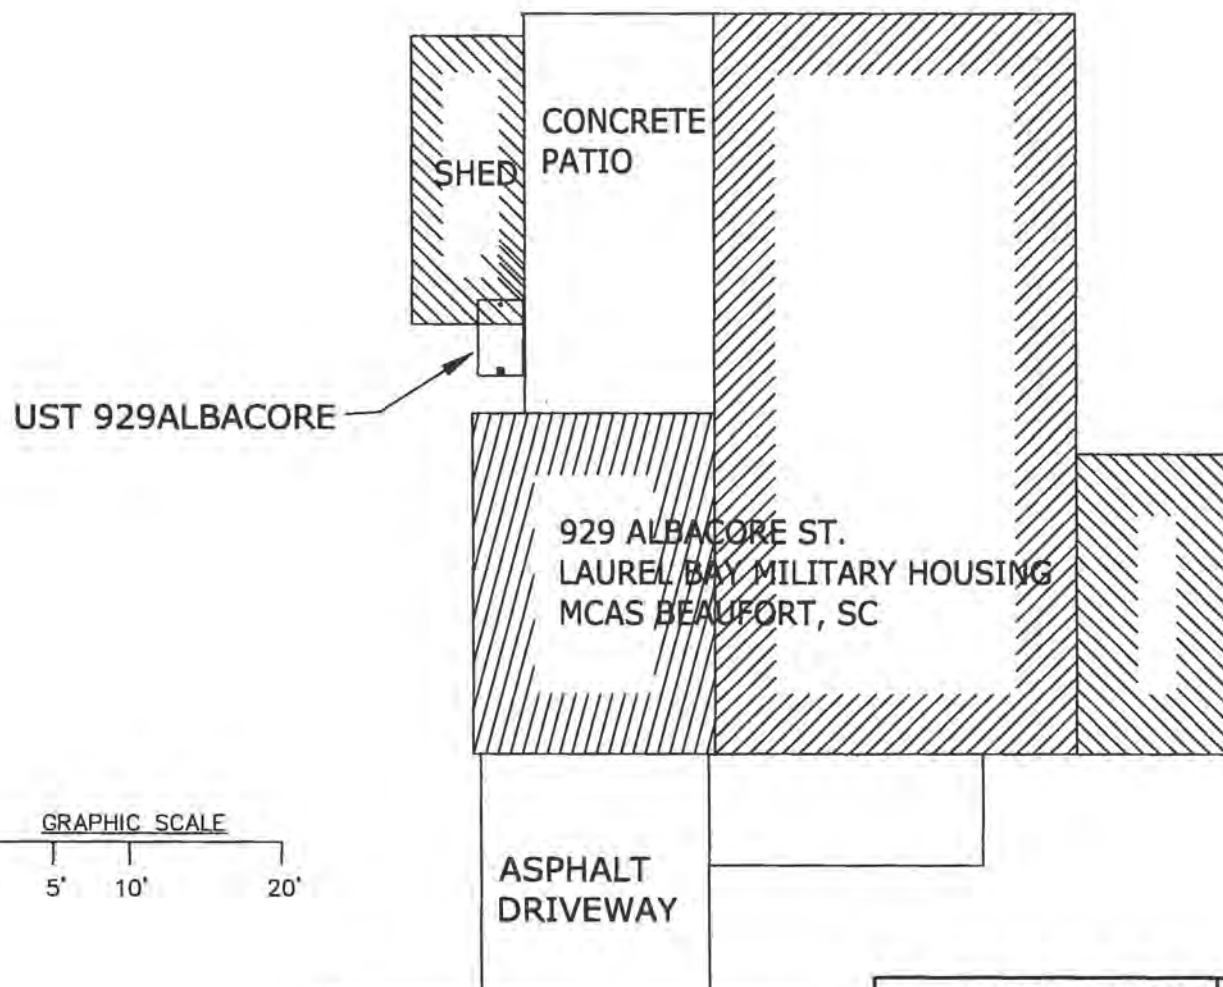 CONCRETE
PATIO
SHED
UST 929ALBACORE
929 ALBACORE ST.
LAUREL BAY MILITARY HOUSING
MCAS BEAUFORT, SC
GRAPHIC SCALE
5' 10' 20'
ASPHALT
DRIVEWAY